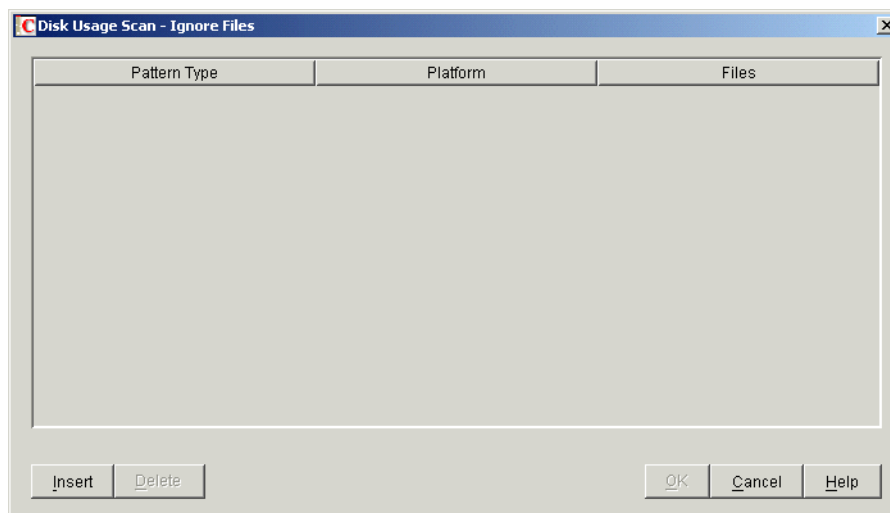 Disk Usage Scan - Ignore Files
Pattern Type Platform Files
Insert Delete OK Cancel Help